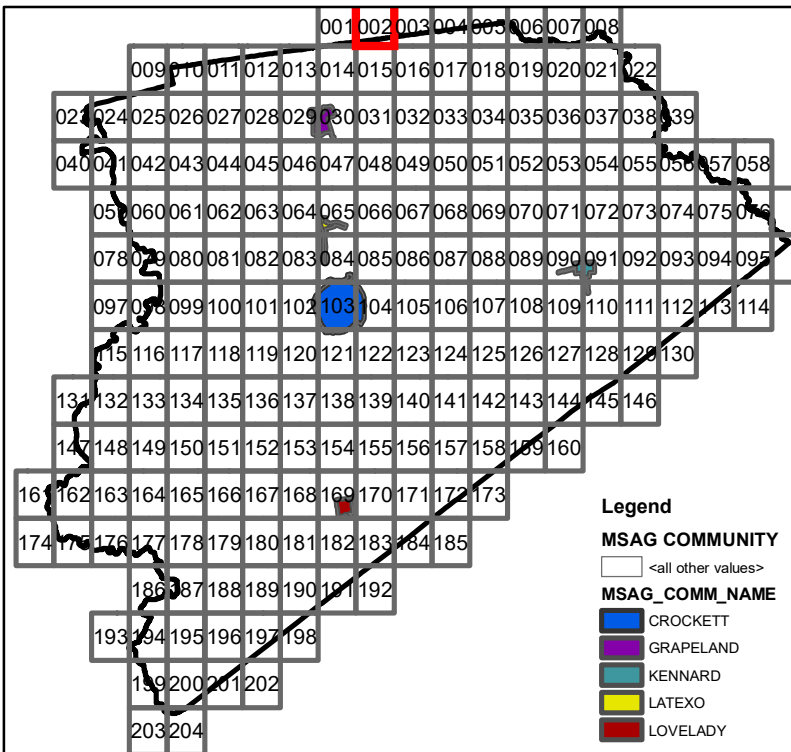 001 002 003 004 005 006 007 008
009 010 011 012 013 014 015 016 017 018 019 020 021 022
023 024 025 026 027 028 029 030 031 032 033 034 035 036 037 038 039
040 041 042 043 044 045 046 047 048 049 050 051 052 053 054 055 056 057 058
059 060 061 062 063 064 065 066 067 068 069 070 071 072 073 074 075 076
078 079 080 081 082 083 084 085 086 087 088 089 090 091 092 093 094 095
097 098 099 100 101 102 103 104 105 106 107 108 109 110 111 112 113 114
115 116 117 118 119 120 121 122 123 124 125 126 127 128 129 130
131 132 133 134 135 136 137 138 139 140 141 142 143 144 145 146
147 148 149 150 151 152 153 154 155 156 157 158 159 160
161 162 163 164 165 166 167 168 169 170 171 172 173
174 175 176 177 178 179 180 181 182 183 184 185
186 187 188 189 190 191 192
193 194 195 196 197 198
199 200 201 202
203 204
Legend
MSAG COMMUNITY
<all other values>
MSAG_COMM_NAME
CROCKETT
GRAPELAND
KENNARD
LATEXO
LOVELADY